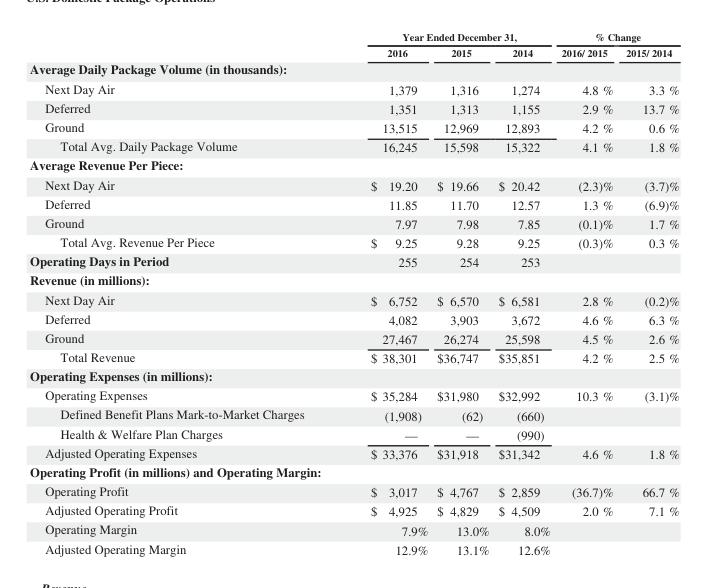 U.S. Domestic Package Operations
Year Ended December 31, % Change
2016 2015 2014 2016/ 2015 2015/ 2014
Average Daily Package Volume (in thousands):
Next Day Air 1,379 1,316 1,274 4.8 % 3.3 %
Deferred 1,351 1,313 1,155 2.9 % 13.7 %
Ground 13,515 12,969 12,893 4.2 % 0.6 %
Total Avg. Daily Package Volume 16,245 15,598 15,322 4.1 % 1.8 %
Average Revenue Per Piece:
Next Day Air $ 19.20 $ 19.66 $ 20.42 (2.3)% (3.7)%
Deferred 11.85 11.70 12.57 1.3 % (6.9)%
Ground 7.97 7.98 7.85 (0.1)% 1.7 %
Total Avg. Revenue Per Piece $ 9.25 $ 9.28 $ 9.25 (0.3)% 0.3 %
Operating Days in Period 255 254 253
Revenue (in millions):
Next Day Air $ 6,752 $ 6,570 $ 6,581 2.8 % (0.2)%
Deferred 4,082 3,903 3,672 4.6 % 6.3 %
Ground 27,467 26,274 25,598 4.5 % 2.6 %
Total Revenue $ 38,301 $36,747 $35,851 4.2 % 2.5 %
Operating Expenses (in millions):
Operating Expenses $ 35,284 $31,980 $32,992 10.3 % (3.1)%
Defined Benefit Plans Mark-to-Market Charges (1,908) (62) (660)
Health & Welfare Plan Charges — — (990)
Adjusted Operating Expenses $ 33,376 $31,918 $31,342 4.6 % 1.8 %
Operating Profit (in millions) and Operating Margin:
Operating Profit $ 3,017 $ 4,767 $ 2,859 (36.7)% 66.7 %
Adjusted Operating Profit $ 4,925 $ 4,829 $ 4,509 2.0 % 7.1 %
Operating Margin 7.9% 13.0% 8.0%
Adjusted Operating Margin 12.9% 13.1% 12.6%
Revenue